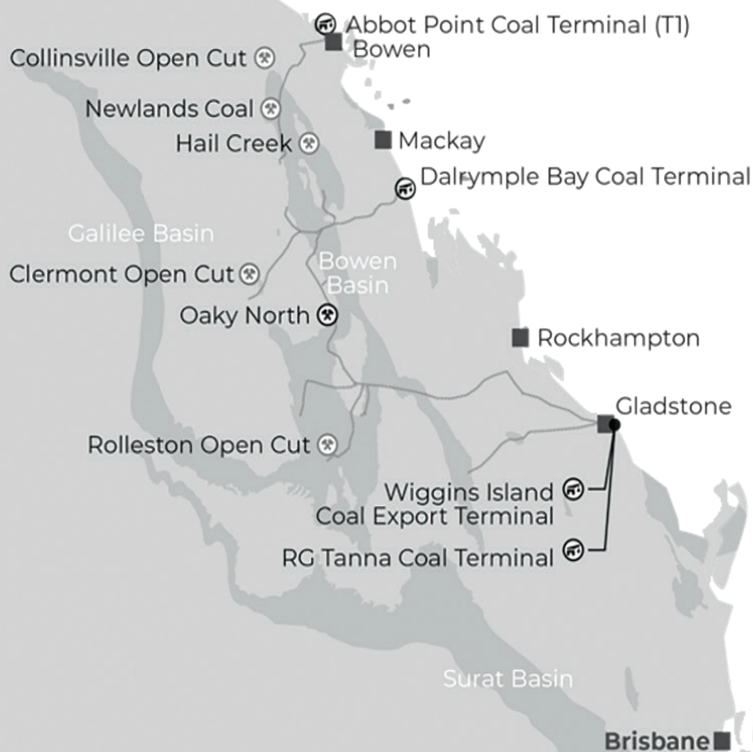 Abbot Point Coal Terminal (T1)
Bowen
Collinsville Open Cut
Newlands Coal
Hail Creek
Mackay
Dalrymple Bay Coal Terminal
Galilee Basin
Bowen
Basin
Clermont Open Cut
Oaky North
Rockhampton
Gladstone
Rolleston Open Cut
Wiggins Island
Coal Export Terminal
RG Tanna Coal Terminal
Surat Basin
Brisbane